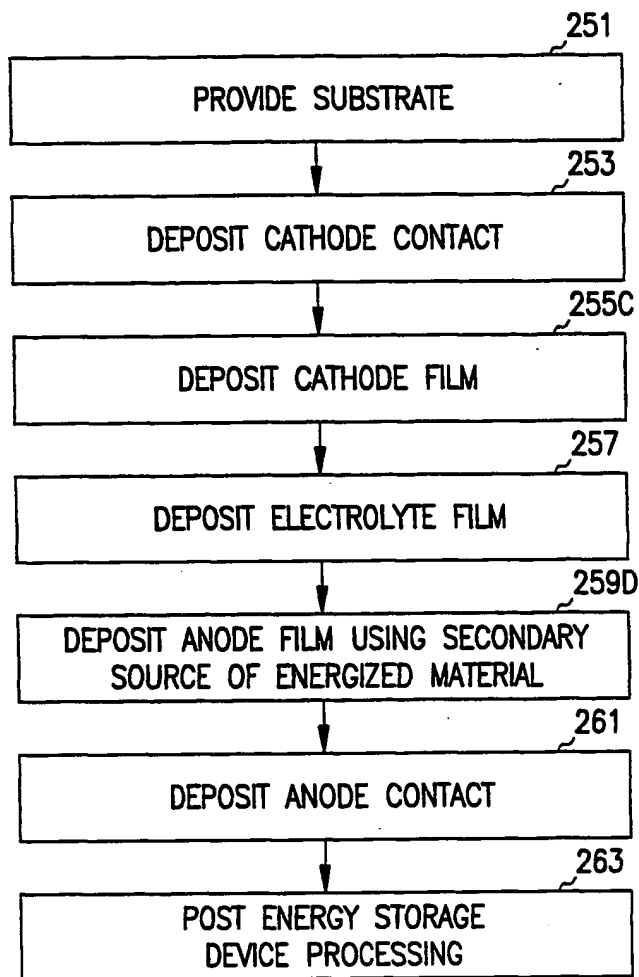 251
PROVIDE SUBSTRATE
253
DEPOSIT CATHODE CONTACT
255C
DEPOSIT CATHODE FILM
257
DEPOSIT ELECTROLYTE FILM
259D
DEPOSIT ANODE FILM USING SECONDARY
SOURCE OF ENERGIZED MATERIAL
261
DEPOSIT ANODE CONTACT
263
POST ENERGY STORAGE
DEVICE PROCESSING